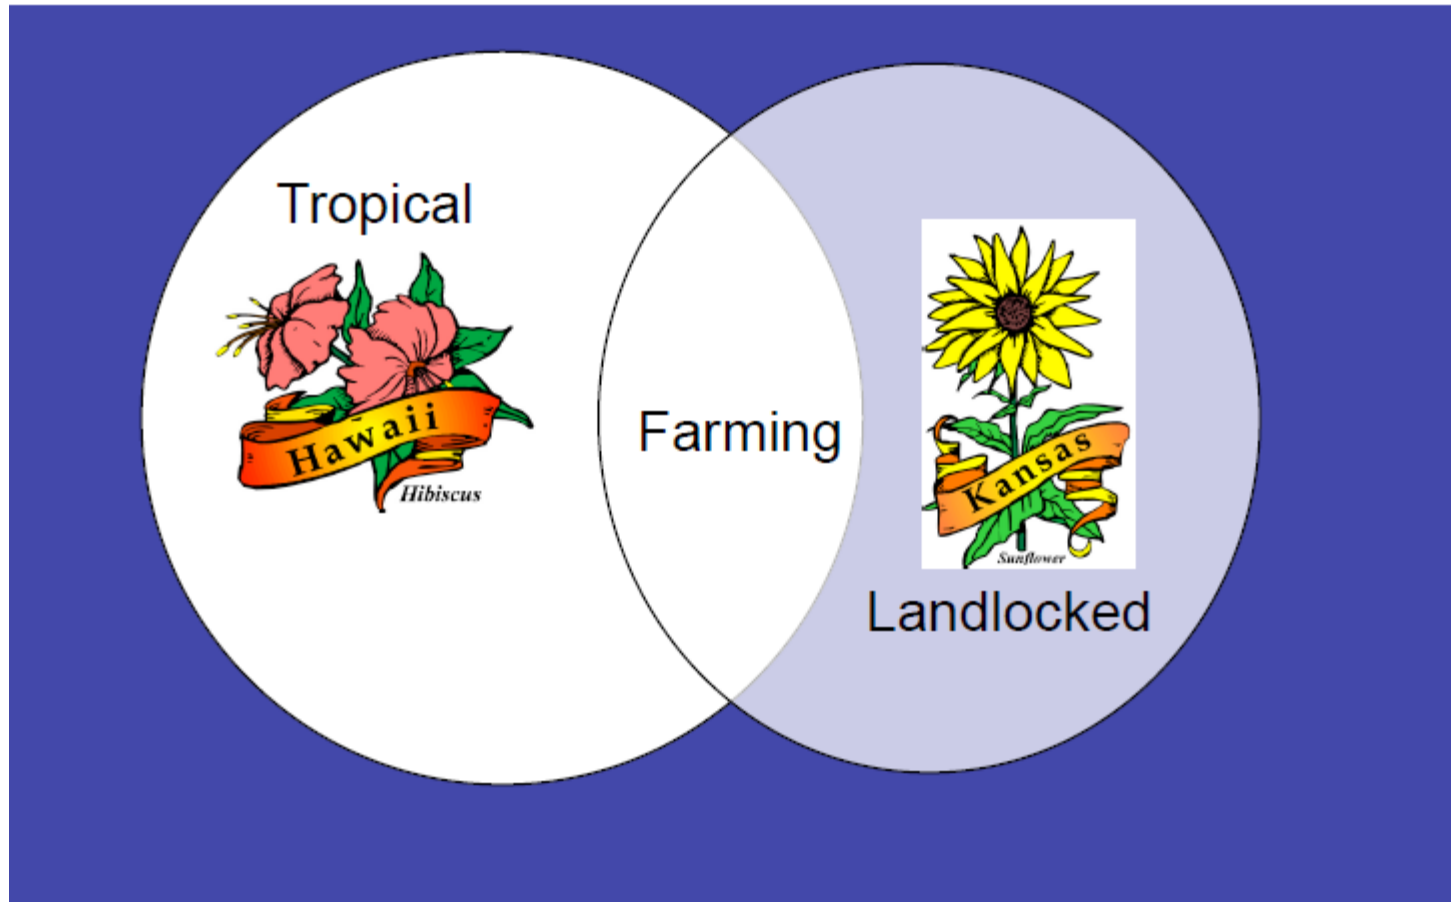 Tropical
Hawaii
Hibiscus
Farming
Kansas
Sunflower
Landlocked